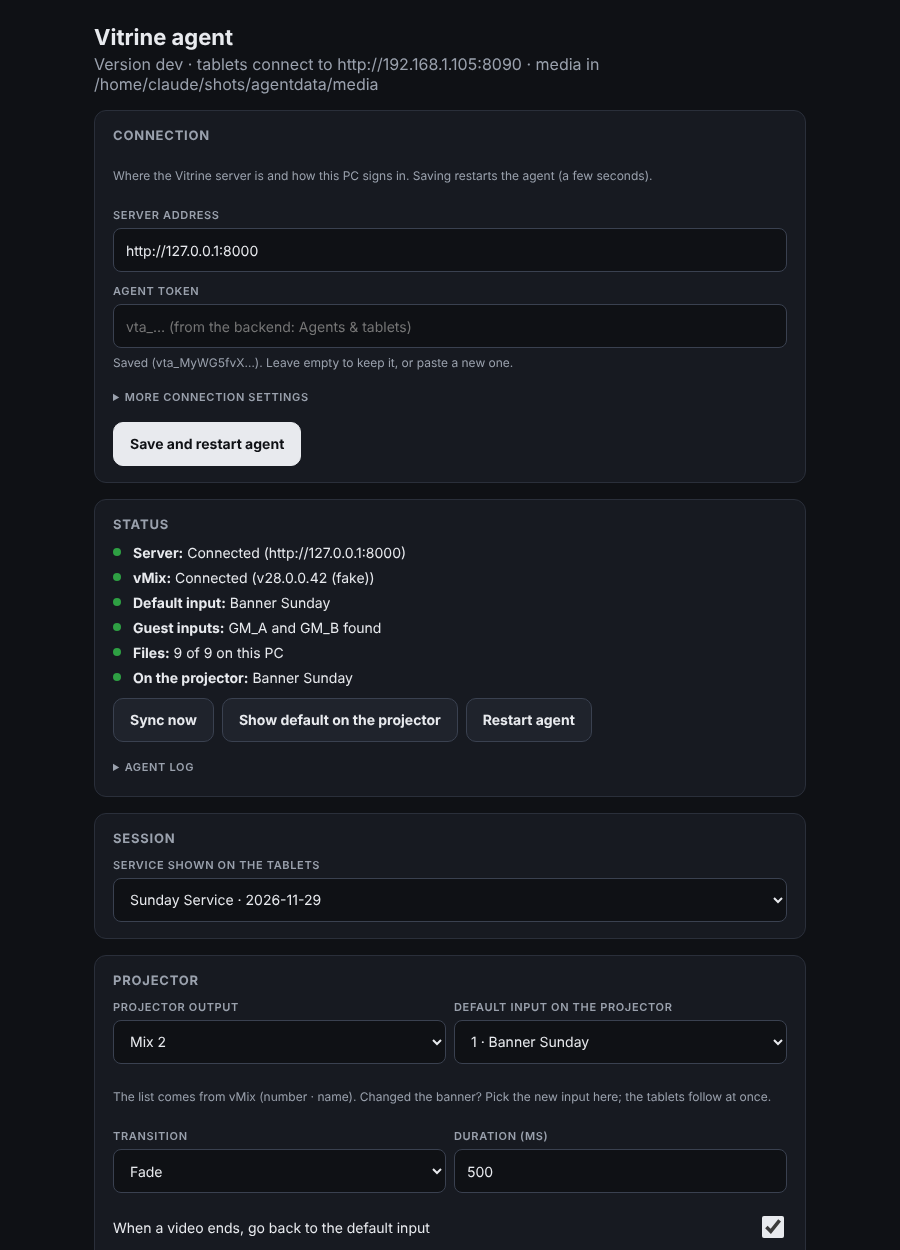 Vitrine agent
Version dev · tablets connect to http://192.168.1.105:8090 · media in
/home/claude/shots/agentdata/media
CONNECTION
Where the Vitrine server is and how this PC signs in. Saving restarts the agent (a few seconds).
SERVER ADDRESS
http://127.0.0.1:8000
AGENT TOKEN
vta_... (from the backend: Agents & tablets)
Saved (vta_MyWG5fvX...). Leave empty to keep it, or paste a new one.
MORE CONNECTION SETTINGS
Save and restart agent
STATUS
Server: Connected (http://127.0.0.1:8000)
vMix: Connected (v28.0.0.42 (fake))
Default input: Banner Sunday
Guest inputs: GM_A and GM_B found
Files: 9 of 9 on this PC
On the projector: Banner Sunday
Sync now Show default on the projector Restart agent
AGENT LOG
SESSION
SERVICE SHOWN ON THE TABLETS
Sunday Service · 2026-11-29
PROJECTOR
PROJECTOR OUTPUT DEFAULT INPUT ON THE PROJECTOR
Mix 2 1 · Banner Sunday
The list comes from vMix (number · name). Changed the banner? Pick the new input here; the tablets follow at once.
TRANSITION DURATION (MS)
Fade 500
When a video ends, go back to the default input